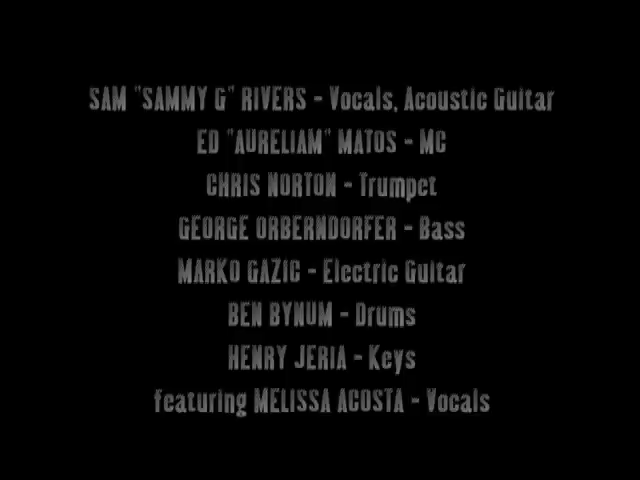 SAM "SAMMY G" RIVERS - Vocals, Acoustic Guitar
ED "AURELIAM" MATOS - MC
CHRIS NORTON - Trumpet
GEORGE ORBERNDORFER - Bass
MARKO GAZIC - Electric Guitar
BEN BYNUM - Drums
HENRY JERIA - Keys
featuring MELISSA ACOSTA - Vocals